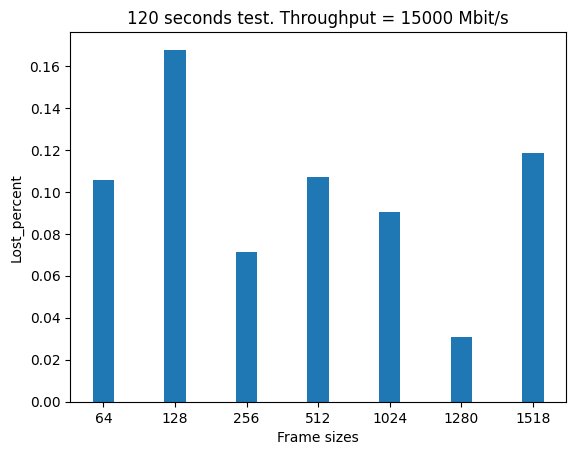 120 seconds test. Throughput = 15000 Mbit/s
Lost_percent
0.16
0.14
0.12
0.10
0.08
0.06
0.04
0.02
0.00
64 128 256 512 1024 1280 1518
Frame sizes